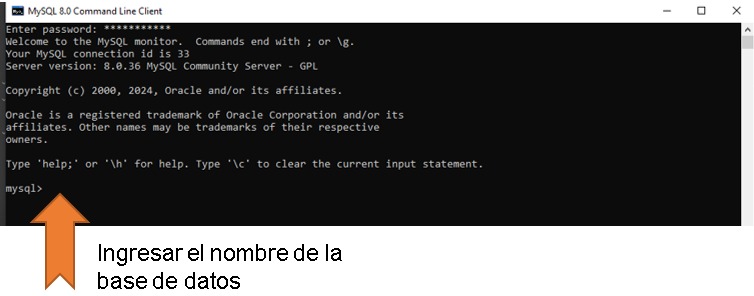 MySQL 8.0 Command Line Client
Enter password: ***********
Welcome to the MySQL monitor.  Commands end with ; or \g.
Your MySQL connection id is 33
Server version: 8.0.36 MySQL Community Server - GPL
Copyright (c) 2000, 2024, Oracle and/or its affiliates.
Oracle is a registered trademark of Oracle Corporation and/or its
affiliates. Other names may be trademarks of their respective
owners.
Type 'help;' or '\h' for help. Type '\c' to clear the current input statement.
mysql>
Ingresar el nombre de la
base de datos